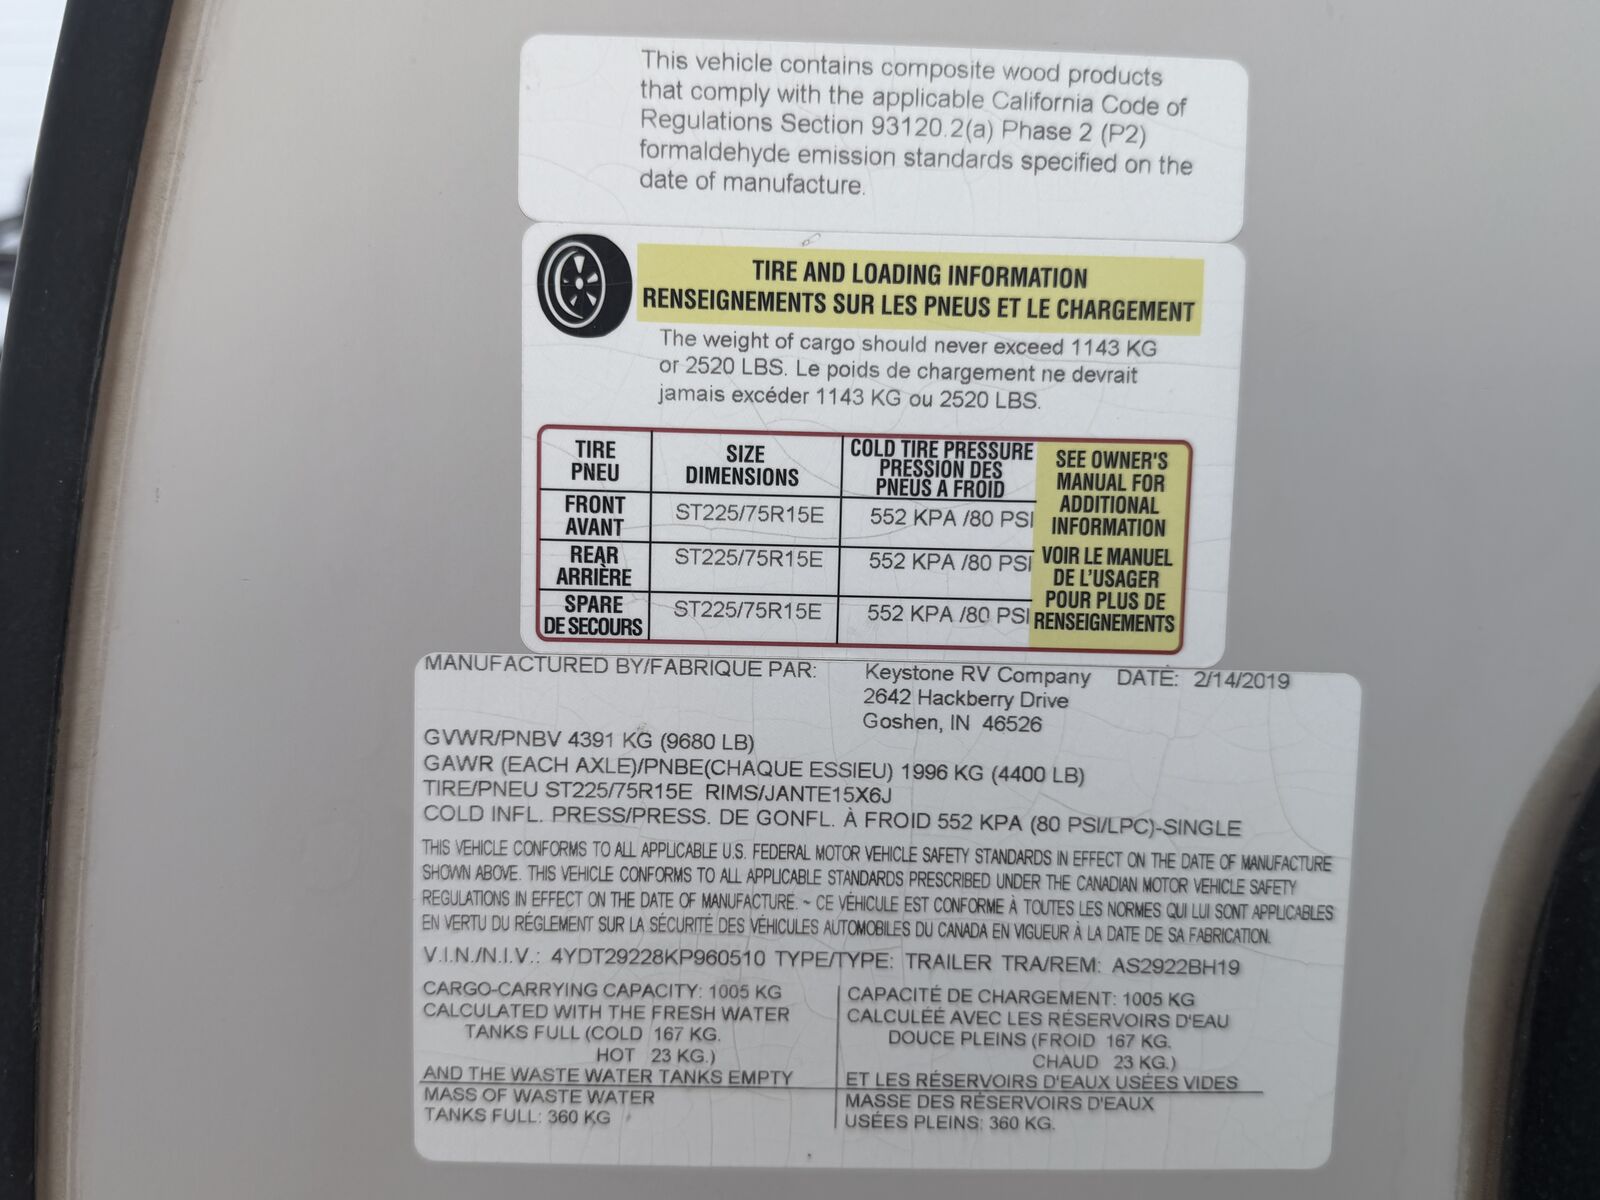 This vehicle contains composite wood products
that comply with the applicable California Code of
Regulations Section 93120.2(a) Phase 2 (P2)
formaldehyde emission standards specified on the
date of manufacture.
TIRE AND LOADING INFORMATION
RENSEIGNEMENTS SUR LES PNEUS ET LE CHARGEMENT
The weight of cargo should never exceed 1143 KG
or 2520 LBS. Le poids de chargement ne devrait
jamais excéder 1143 KG ou 2520 LBS.
TIRE
PNEU
SIZE
DIMENSIONS
COLD TIRE PRESSURE
PRESSION DES
PNEUS A FROID
FRONT
AVANT
ST225/75R15E
552 KPA /80 PSI
REAR
ARRIÈRE
ST225/75R15E
552 KPA /80 PSI
SPARE
DE SECOURS
ST225/75R15E
552 KPA /80 PSI
SEE OWNER'S
MANUAL FOR
ADDITIONAL
INFORMATION
VOIR LE MANUEL
DE L'USAGER
POUR PLUS DE
RENSEIGNEMENTS
MANUFACTURED BY/FABRIQUE PAR: Keystone RV Company DATE: 2/14/2019
2642 Hackberry Drive
Goshen, IN 46526
GVWR/PNBV 4391 KG (9680 LB)
GAWR (EACH AXLE)/PNBE(CHAQUE ESSIEU) 1996 KG (4400 LB)
TIRE/PNEU ST225/75R15E RIMS/JANTE15X6J
COLD INFL. PRESS/PRESS. DE GONFL. À FROID 552 KPA (80 PSI/LPC)-SINGLE
THIS VEHICLE CONFORMS TO ALL APPLICABLE U.S. FEDERAL MOTOR VEHICLE SAFETY STANDARDS IN EFFECT ON THE DATE OF MANUFACTURE
SHOWN ABOVE. THIS VEHICLE CONFORMS TO ALL APPLICABLE STANDARDS PRESCRIBED UNDER THE CANADIAN MOTOR VEHICLE SAFETY
REGULATIONS IN EFFECT ON THE DATE OF MANUFACTURE. ~ CE VÉHICULE EST CONFORME À TOUTES LES NORMES QUI LUI SONT APPLICABLES
EN VERTU DU RÉGLEMENT SUR LA SÉCURITÉ DES VÉHICULES AUTOMOBILES DU CANADA EN VIGUEUR À LA DATE DE SA FABRICATION.
V.I.N./N.I.V.: 4YDT29228KP960510 TYPE/TYPE: TRAILER TRA/REM: AS2922BH19
CARGO-CARRYING CAPACITY: 1005 KG
CALCULATED WITH THE FRESH WATER
TANKS FULL (COLD 167 KG.
HOT 23 KG.)
AND THE WASTE WATER TANKS EMPTY
MASS OF WASTE WATER
TANKS FULL: 360 KG
CAPACITÉ DE CHARGEMENT: 1005 KG
CALCULÉE AVEC LES RÉSERVOIRS D'EAU
DOUCE PLEINS (FROID 167 KG.
CHAUD 23 KG.)
ET LES RÉSERVOIRS D'EAUX USÉES VIDES
MASSE DES RÉSERVOIRS D'EAUX
USÉES PLEINS: 360 KG.